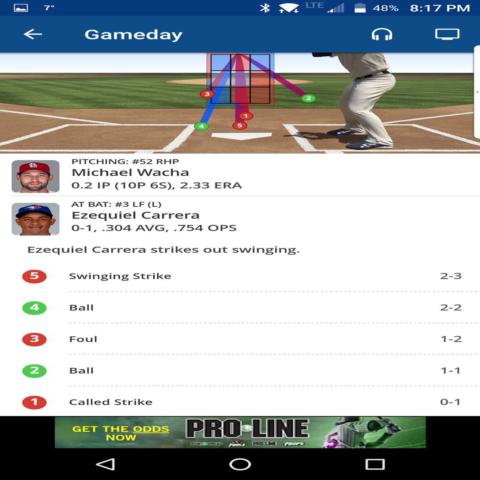 7°
LTE
48%
8:17 PM
Gameday
3
2
1
4
5
PITCHING: #52 RHP
Michael Wacha
0.2 IP (10P 6S), 2.33 ERA
AT BAT: #3 LF (L)
Ezequiel Carrera
0-1, .304 AVG, .754 OPS
Ezequiel Carrera strikes out swinging.
5 Swinging Strike 2-3
4 Ball 2-2
3 Foul 1-2
2 Ball 1-1
1 Called Strike 0-1
GET THE ODDS
NOW
PRO LINE